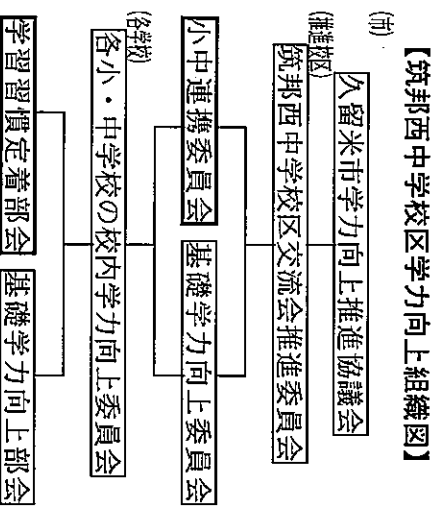 【筑邦西中学校区学力向上組織図】
(市)
久留米市学力向上推進協議会
(推進校区)
筑邦西中学校区交流会推進委員会
小中連携委員会
基礎学力向上委員会
(各学校)
各小・中学校の校内学力向上委員会
学習習慣定着部会
基礎学力向上部会